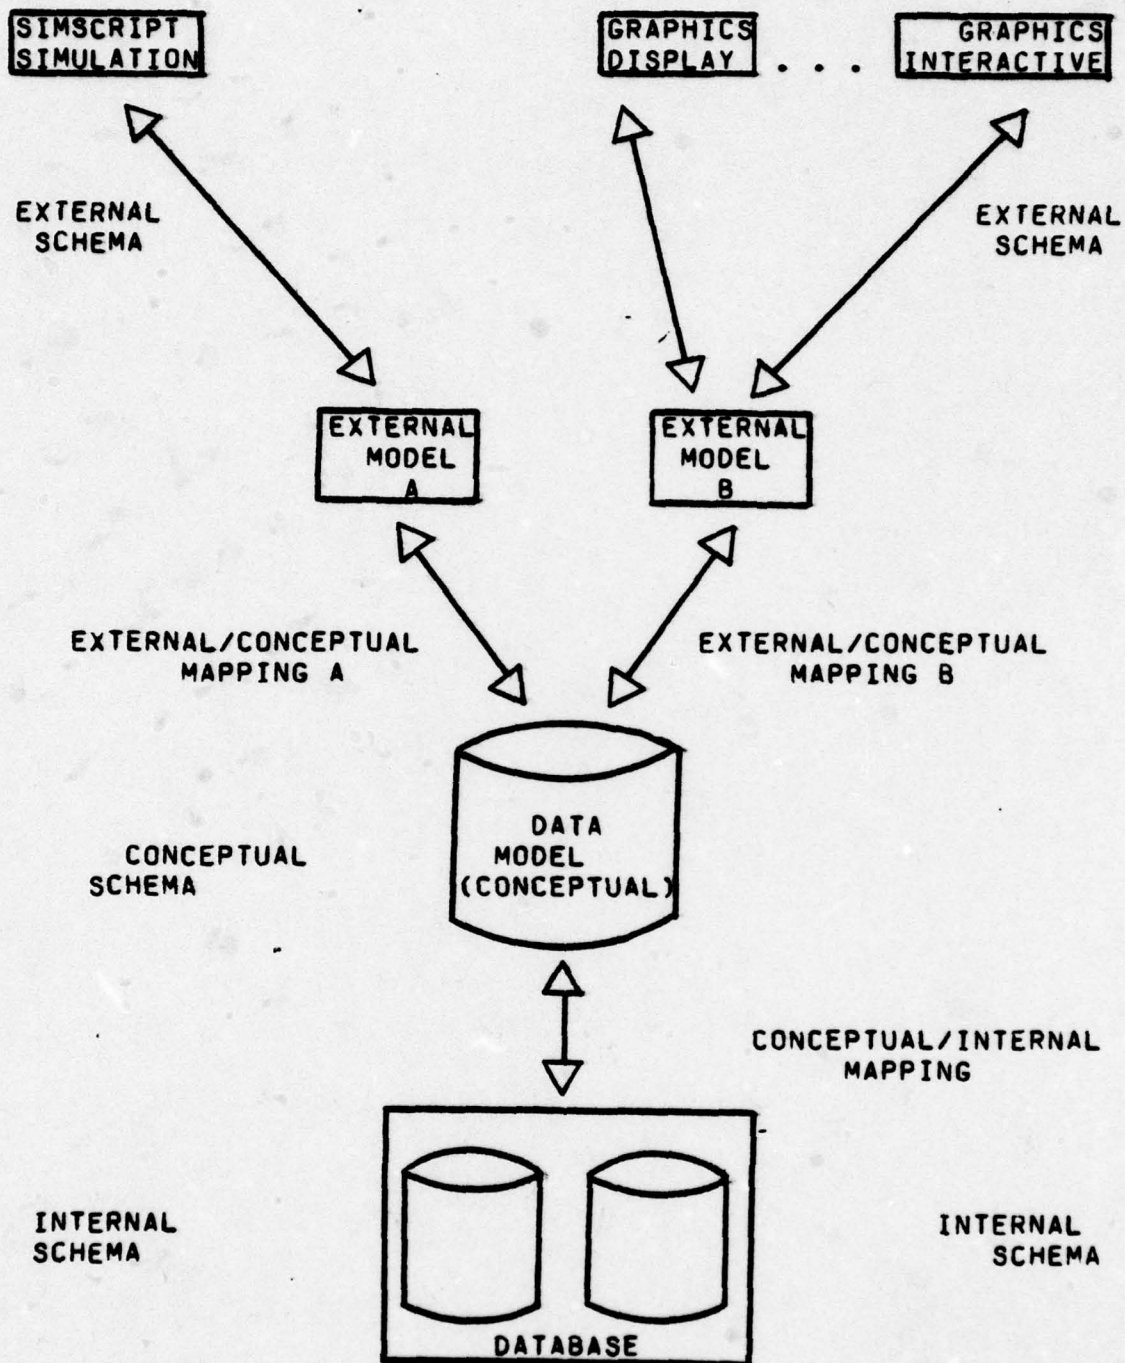 SIMSCRIPT
SIMULATION
GRAPHICS
DISPLAY
. . .
GRAPHICS
INTERACTIVE
EXTERNAL
SCHEMA
EXTERNAL
SCHEMA
EXTERNAL
MODEL
A
EXTERNAL
MODEL
B
EXTERNAL/CONCEPTUAL
MAPPING A
EXTERNAL/CONCEPTUAL
MAPPING B
CONCEPTUAL
SCHEMA
DATA
MODEL
(CONCEPTUAL)
CONCEPTUAL/INTERNAL
MAPPING
INTERNAL
SCHEMA
INTERNAL
SCHEMA
DATABASE